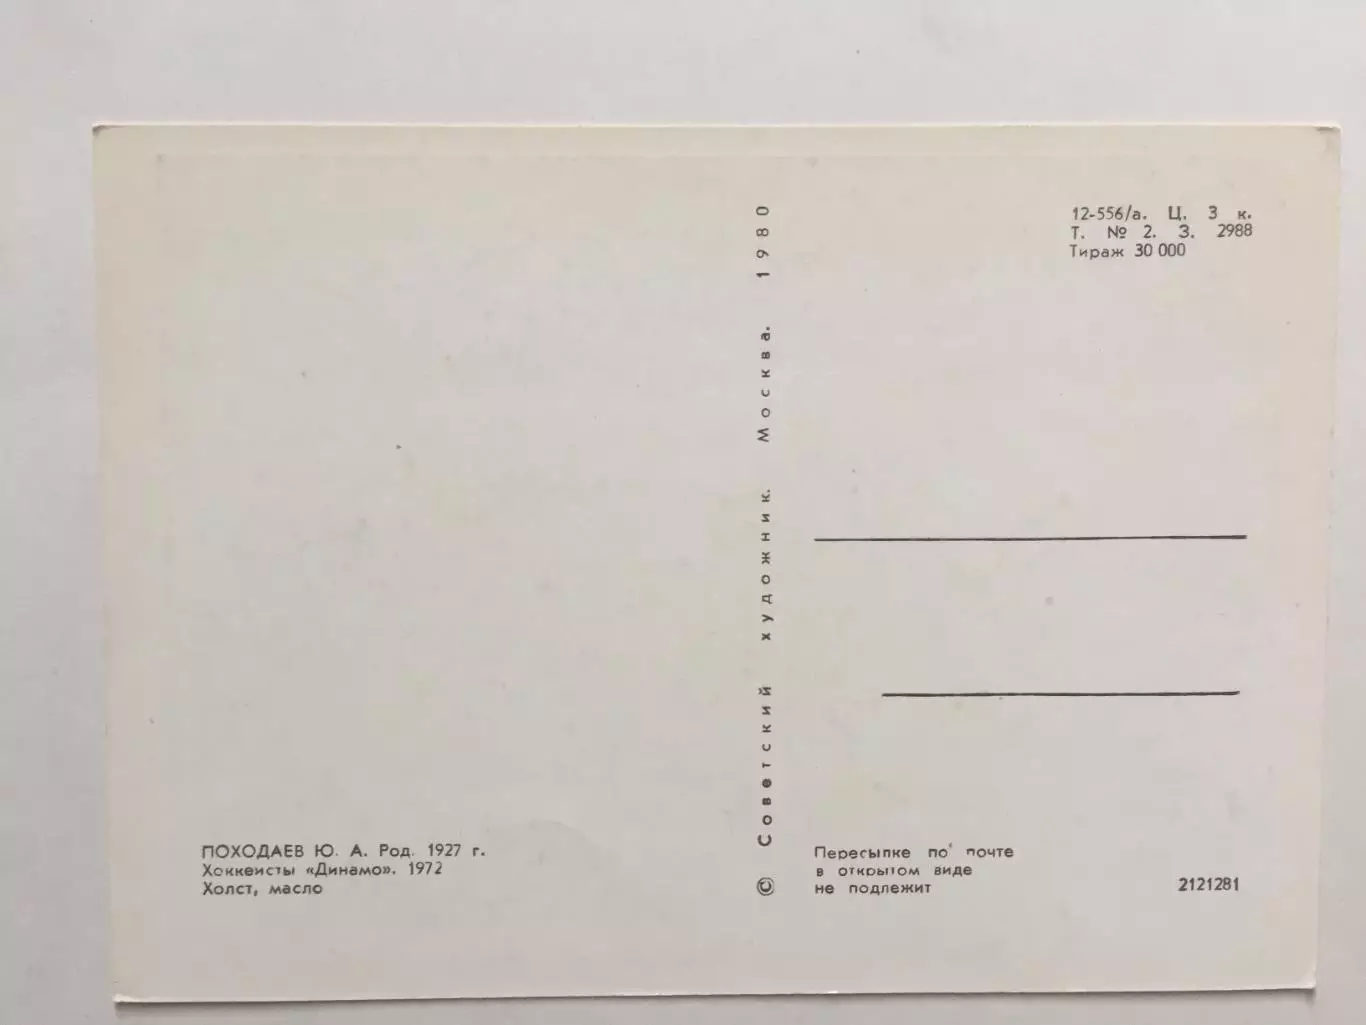 12-556/а. Ц. 3 к.
Т. № 2. З. 2988
Тираж 30 000
© Советский художник. Москва. 1980
ПОХОДАЕВ Ю. А. Род. 1927 г.
Хоккеисты «Динамо». 1972
Холст, масло
Пересылке по почте
в открытом виде
не подлежит
2121281